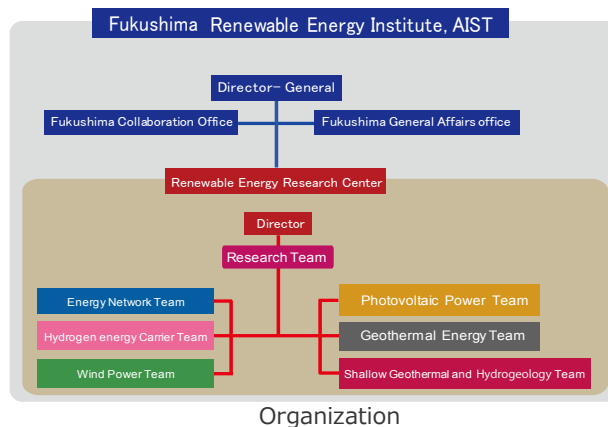 Fukushima Renewable Energy Institute, AIST
Director- General
Fukushima Collaboration Office
Fukushima General Affairs office
Renewable Energy Research Center
Director
Research Team
Energy Network Team
Photovoltaic Power Team
Hydrogen energy Carrier Team
Geothermal Energy Team
Wind Power Team
Shallow Geothermal and Hydrogeology Team
Organization